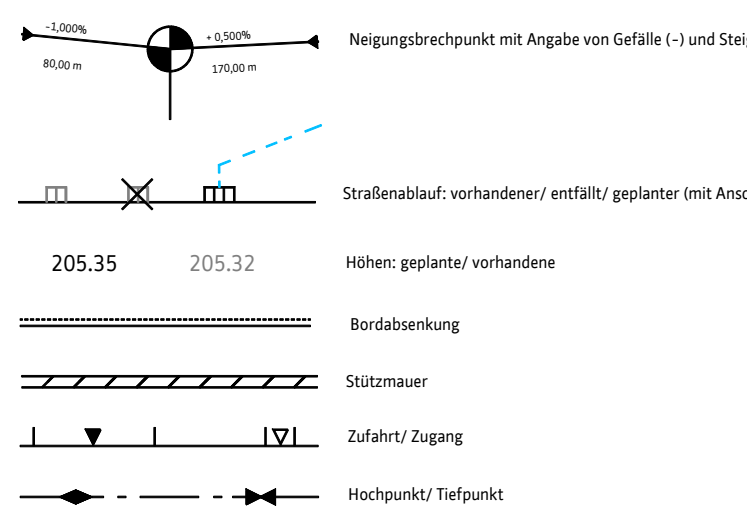 -1,000%
+ 0,500%
80,00 m
170,00 m
Neigungsbrechpunkt mit Angabe von Gefälle (-) und
Straßenablauf: vorhandener/ entfällt/ geplanter (mit
205.35 205.32 Höhen: geplante/ vorhandene
Bordabsenkung
Stützmauer
Zufahrt/ Zugang
Hochpunkt/ Tiefpunkt